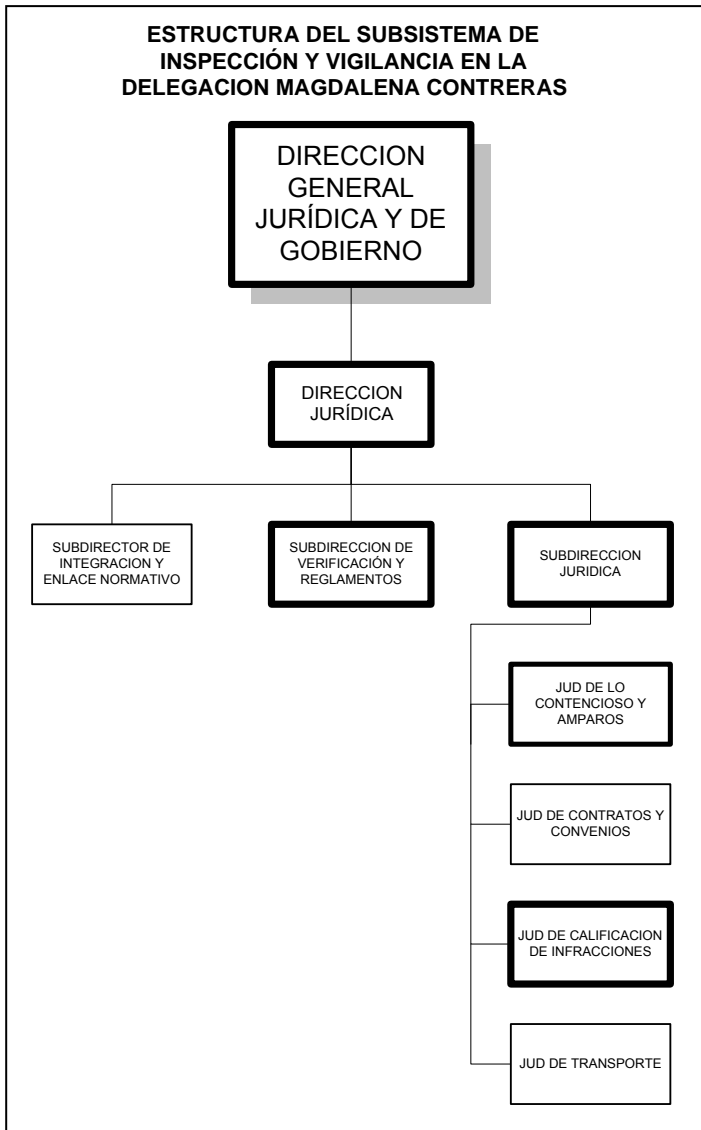 ESTRUCTURA DEL SUBSISTEMA DE
INSPECCIÓN Y VIGILANCIA EN LA
DELEGACION MAGDALENA CONTRERAS
DIRECCION
GENERAL
JURÍDICA Y DE
GOBIERNO
DIRECCION
JURÍDICA
SUBDIRECTOR DE
INTEGRACION Y
ENLACE NORMATIVO
SUBDIRECCION DE
VERIFICACIÓN Y
REGLAMENTOS
SUBDIRECCION
JURIDICA
JUD DE LO
CONTENCIOSO Y
AMPAROS
JUD DE CONTRATOS Y
CONVENIOS
JUD DE CALIFICACION
DE INFRACCIONES
JUD DE TRANSPORTE